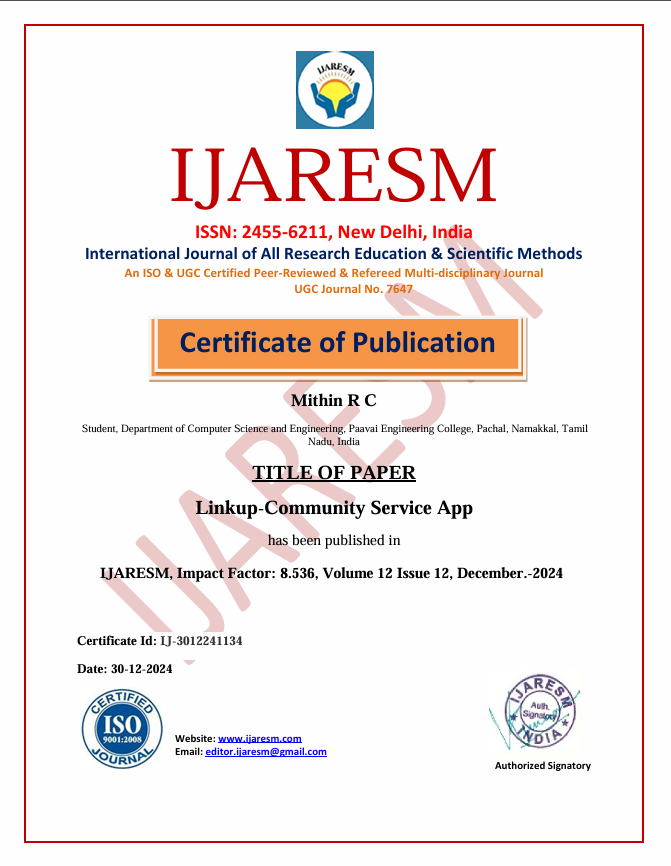 IJARESM
IJARESM
ISSN: 2455-6211, New Delhi, India
International Journal of All Research Education & Scientific Methods
An ISO & UGC Certified Peer-Reviewed & Refereed Multi-disciplinary Journal
UGC Journal No. 7647
IJARESM
Certificate of Publication
Mithin R C
Student, Department of Computer Science and Engineering, Paavai Engineering College, Pachal, Namakkal, Tamil
Nadu, India
TITLE OF PAPER
Linkup-Community Service App
has been published in
IJARESM, Impact Factor: 8.536, Volume 12 Issue 12, December.-2024
Certificate Id: IJ-3012241134
Date: 30-12-2024
CERTIFIED
ISO
9001:2008
JOURNAL
Website: www.ijaresm.com
Email: editor.ijaresm@gmail.com
IJARESM
Auth.
Signatory
INDIA
Authorized Signatory